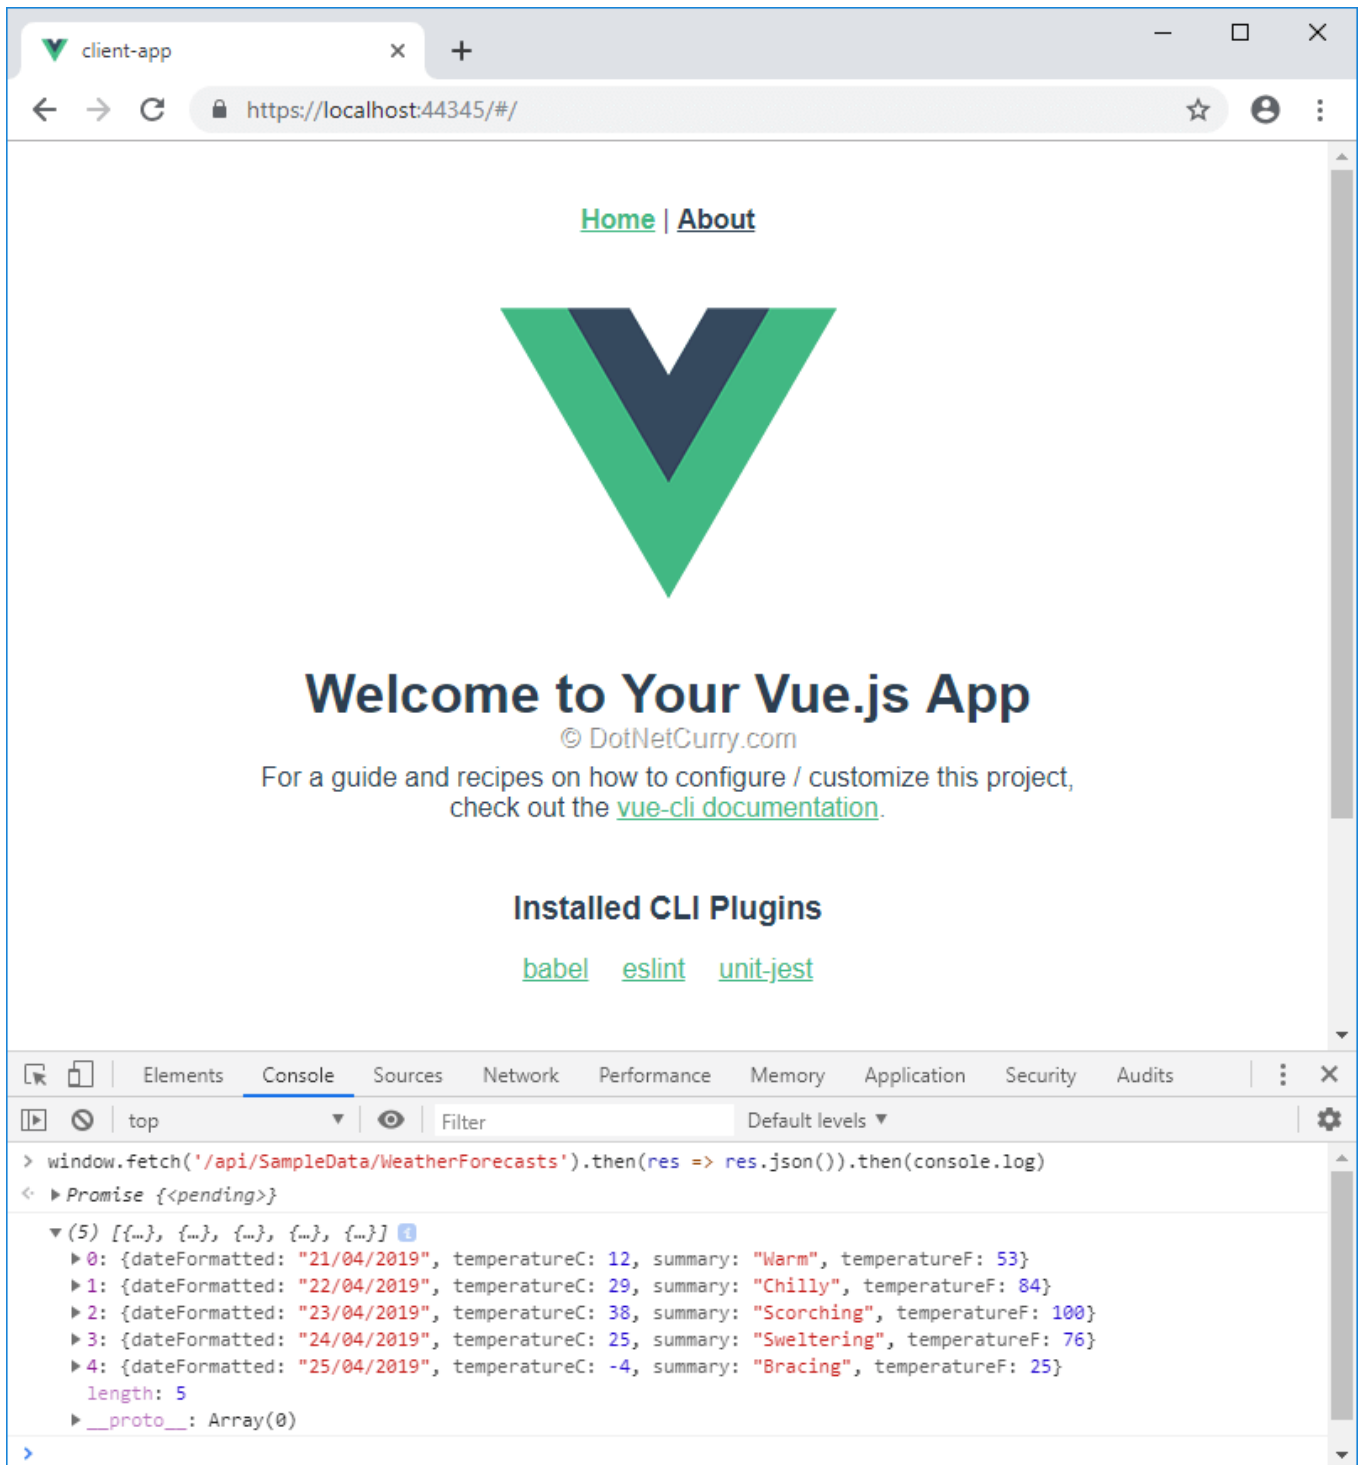 client-app
https://localhost:44345/#/
Home | About
Welcome to Your Vue.js App
© DotNetCurry.com
For a guide and recipes on how to configure / customize this project,
check out the vue-cli documentation.
Installed CLI Plugins
babel eslint unit-jest
Elements Console Sources Network Performance Memory Application Security Audits
top Filter Default levels ▼
> window.fetch('/api/SampleData/WeatherForecasts').then(res => res.json()).then(console.log)
Promise {<pending>}
(5) [{…}, {…}, {…}, {…}, {…}] i
0: {dateFormatted: "21/04/2019", temperatureC: 12, summary: "Warm", temperatureF: 53}
1: {dateFormatted: "22/04/2019", temperatureC: 29, summary: "Chilly", temperatureF: 84}
2: {dateFormatted: "23/04/2019", temperatureC: 38, summary: "Scorching", temperatureF: 100}
3: {dateFormatted: "24/04/2019", temperatureC: 25, summary: "Sweltering", temperatureF: 76}
4: {dateFormatted: "25/04/2019", temperatureC: -4, summary: "Bracing", temperatureF: 25}
length: 5
__proto__: Array(0)
>